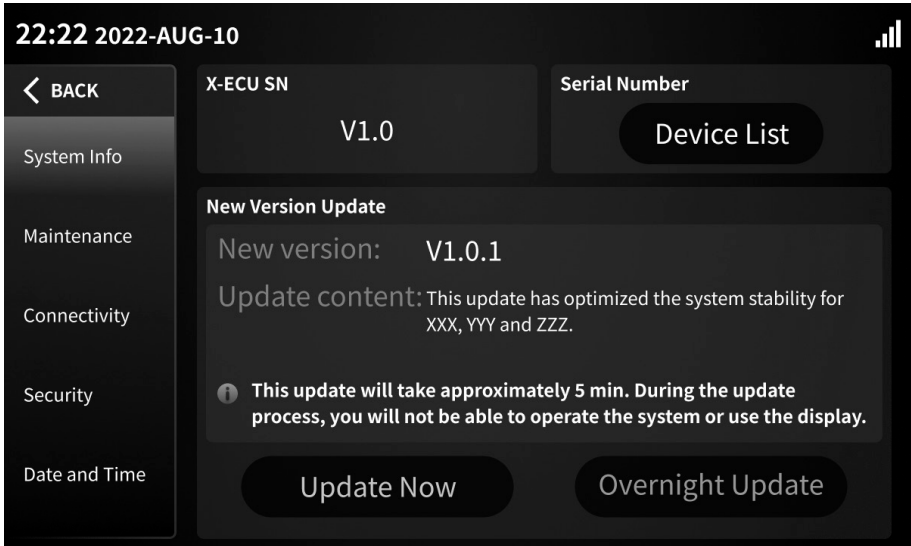 22:22 2022-AUG-10
BACK
System Info
Maintenance
Connectivity
Security
Date and Time
X-ECU SN
V1.0
Serial Number
Device List
New Version Update
New version: V1.0.1
Update content: This update has optimized the system stability for
XXX, YYY and ZZZ.
This update will take approximately 5 min. During the update
process, you will not be able to operate the system or use the display.
Update Now
Overnight Update